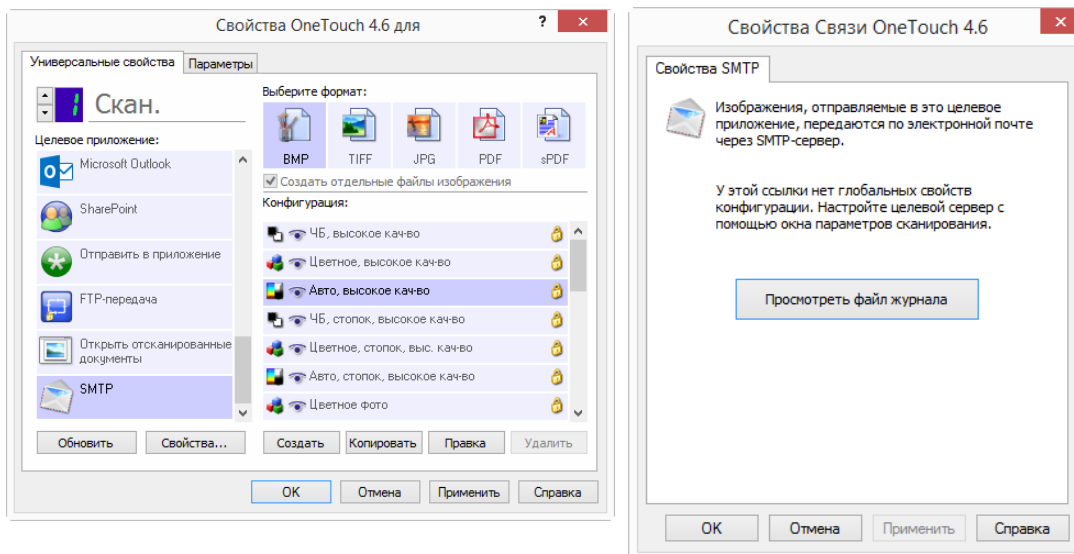 Свойства OneTouch 4.6 для
?
×
Универсальные свойства
Параметры
1
Скан.
Целевое приложение:
Microsoft Outlook
SharePoint
Отправить в приложение
FTP-передача
Открыть отсканированные
документы
SMTP
Обновить
Свойства...
Выберите формат:
BMP
TIFF
JPG
PDF
sPDF
Создать отдельные файлы изображения
Конфигурация:
ЧБ, высокое кач-во
Цветное, высокое кач-во
Авто, высокое кач-во
ЧБ, стопок, высокое кач-во
Цветное, стопок, выс. кач-во
Авто, стопок, высокое кач-во
Цветное фото
Создать
Копировать
Правка
Удалить
OK
Отмена
Применить
Справка
Свойства Связи OneTouch 4.6
×
Свойства SMTP
Изображения, отправляемые в это целевое
приложение, передаются по электронной почте
через SMTP-сервер.
У этой ссылки нет глобальных свойств
конфигурации. Настройте целевой сервер с
помощью окна параметров сканирования.
Просмотреть файл журнала
OK
Отмена
Применить
Справка